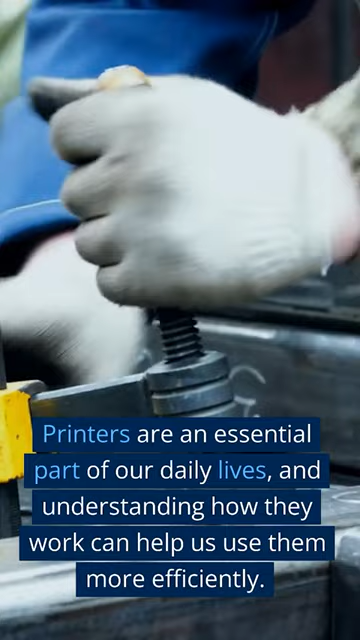 Printers are an essential
part of our daily lives, and
understanding how they
work can help us use them
more efficiently.